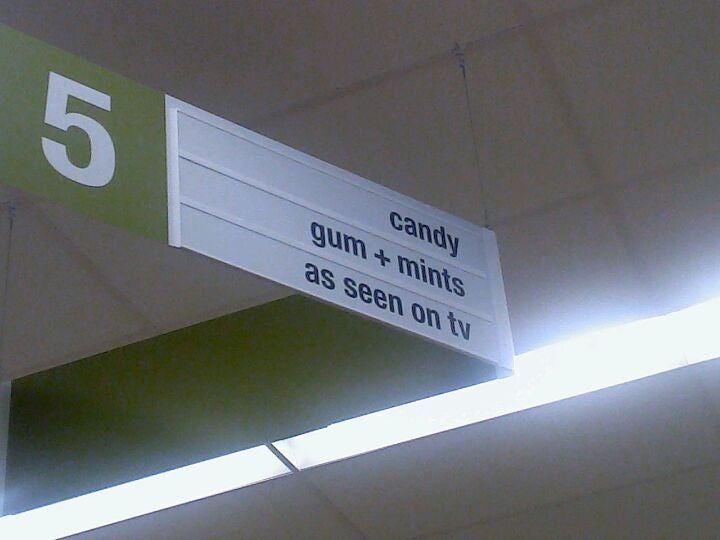 5
candy
gum + mints
as seen on tv